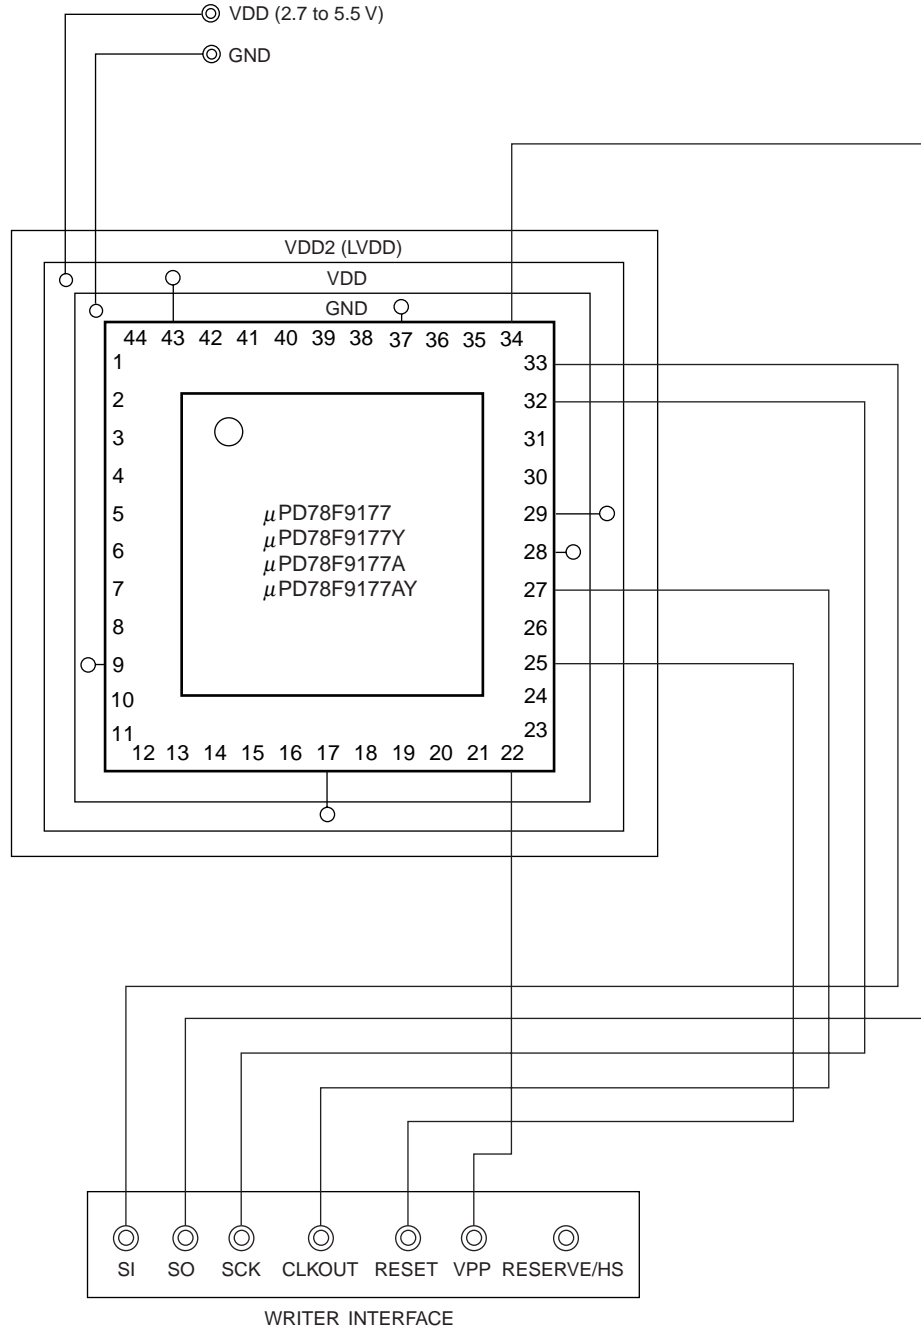 VDD (2.7 to 5.5 V)
GND
VDD2 (LVDD)
VDD
GND
44 43 42 41 40 39 38 37 36 35 34
1
2
3
4
5
6
7
8
9
10
11
33
32
31
30
29
28
27
26
25
24
23
μPD78F9177
μPD78F9177Y
μPD78F9177A
μPD78F9177AY
12 13 14 15 16 17 18 19 20 21 22
SI SO SCK CLKOUT RESET VPP RESERVE/HS
WRITER INTERFACE